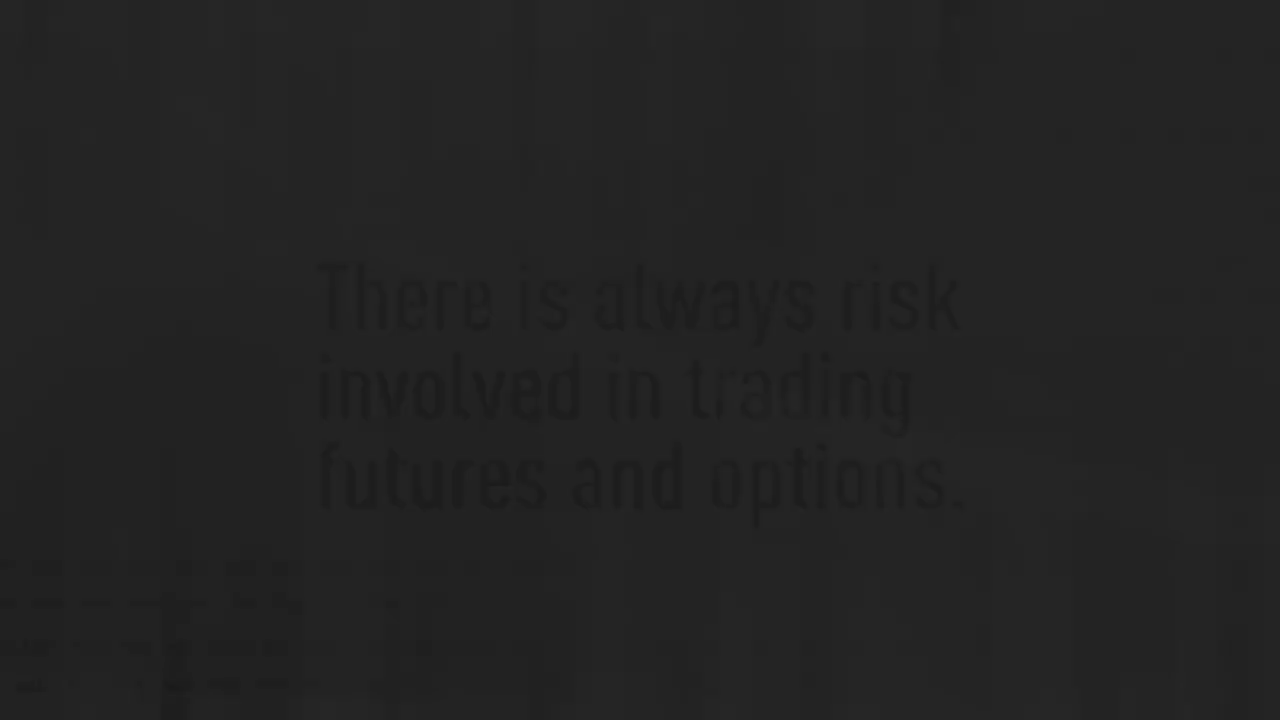 There is always risk
involved in trading
futures and options.